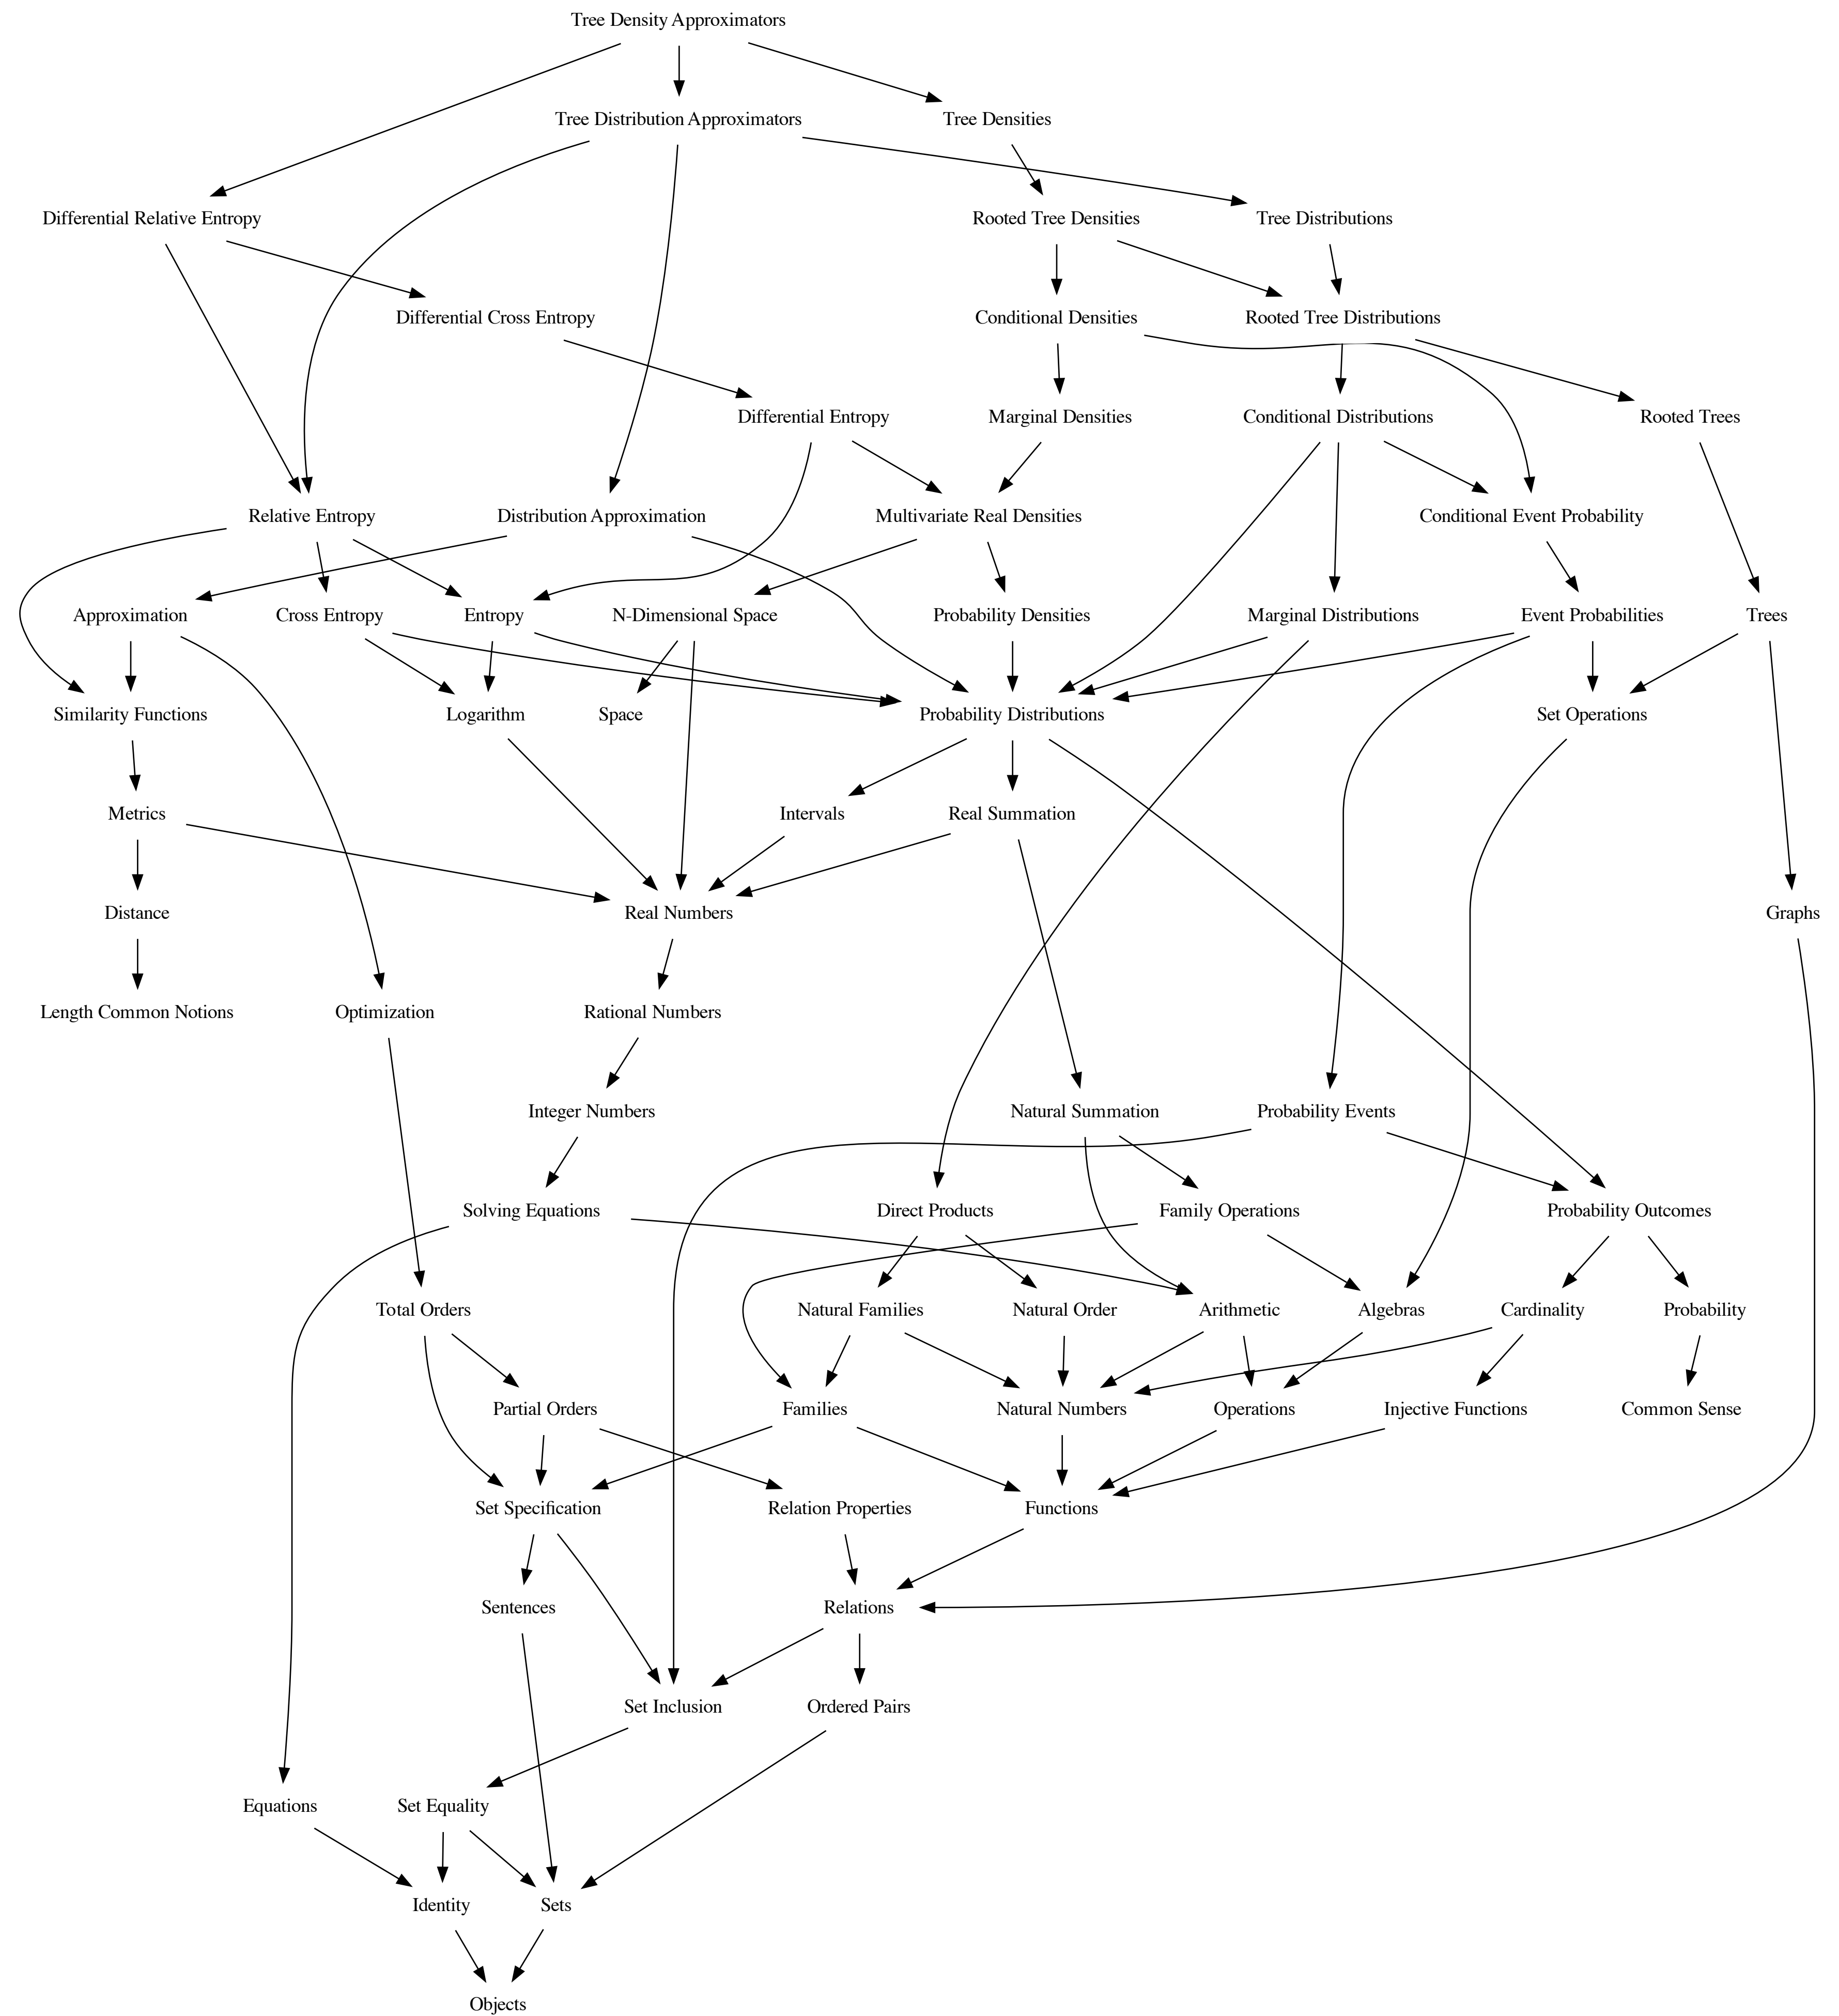 Tree Density Approximators
Tree Distribution Approximators
Tree Densities
Differential Relative Entropy
Rooted Tree Densities
Tree Distributions
Differential Cross Entropy
Conditional Densities
Rooted Tree Distributions
Differential Entropy
Marginal Densities
Conditional Distributions
Rooted Trees
Relative Entropy
Distribution Approximation
Multivariate Real Densities
Conditional Event Probability
Approximation
Cross Entropy
Entropy
N-Dimensional Space
Probability Densities
Marginal Distributions
Event Probabilities
Trees
Similarity Functions
Logarithm
Space
Probability Distributions
Set Operations
Metrics
Intervals
Real Summation
Distance
Real Numbers
Graphs
Length Common Notions
Optimization
Rational Numbers
Integer Numbers
Natural Summation
Probability Events
Solving Equations
Direct Products
Family Operations
Probability Outcomes
Total Orders
Natural Families
Natural Order
Arithmetic
Algebras
Cardinality
Probability
Partial Orders
Families
Natural Numbers
Operations
Injective Functions
Common Sense
Set Specification
Relation Properties
Functions
Sentences
Relations
Set Inclusion
Ordered Pairs
Equations
Set Equality
Identity
Sets
Objects